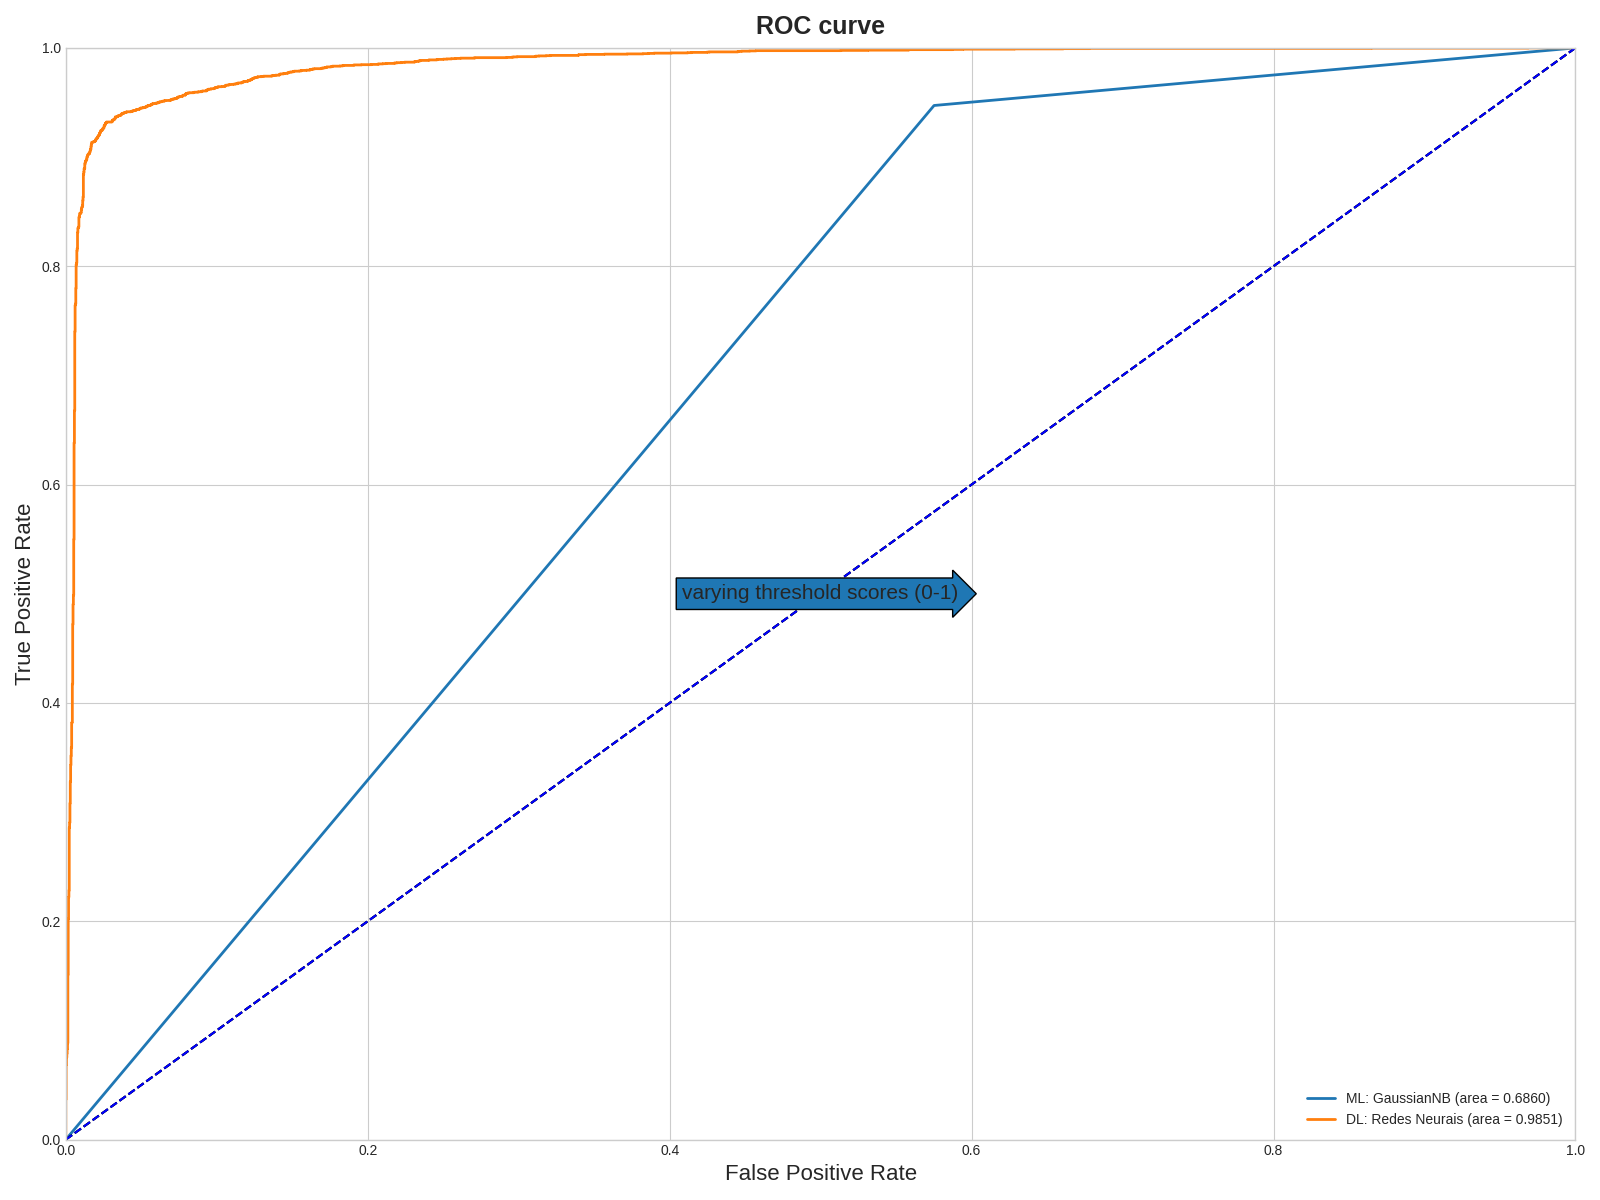 ROC curve
1.0
0.8
0.6
0.4
0.2
0.0
True Positive Rate
varying threshold scores (0-1)
ML: GaussianNB (area = 0.6860)
DL: Redes Neurais (area = 0.9851)
0.0 0.2 0.4 0.6 0.8 1.0
False Positive Rate